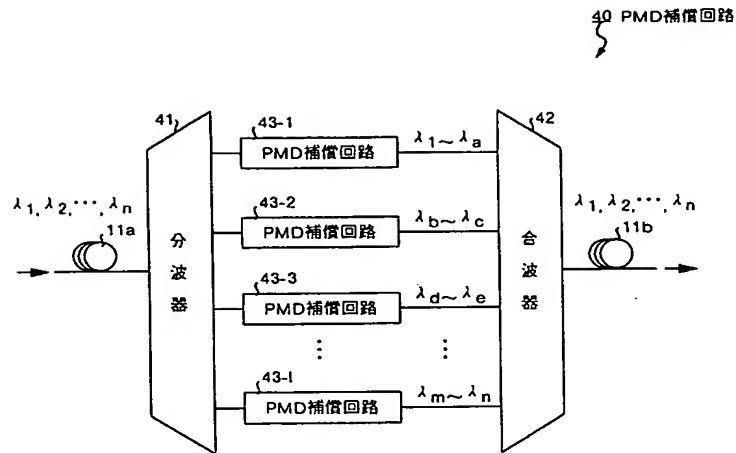 40 PMD補償回路
41
43-1
PMD補償回路
λ1〜λa
42
λ1, λ2, ⋯, λn
11a
分波器
43-2
PMD補償回路
λb〜λc
合波器
λ1, λ2, ⋯, λn
11b
43-3
PMD補償回路
λd〜λe
⋮
⋮
43-l
PMD補償回路
λm〜λn